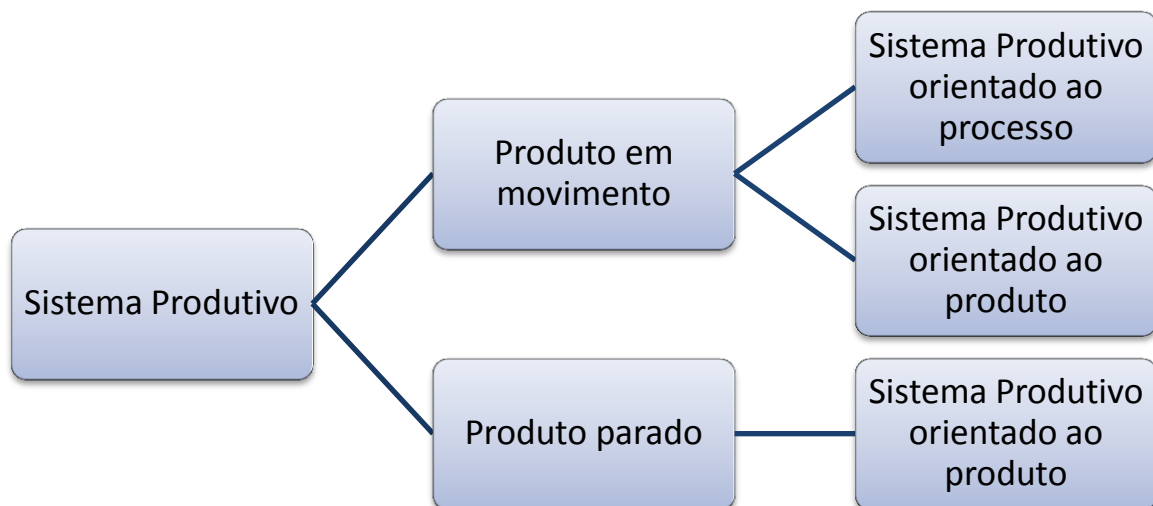 Sistema Produtivo
Produto em
movimento
Produto parado
Sistema Produtivo
orientado ao
processo
Sistema Produtivo
orientado ao
produto
Sistema Produtivo
orientado ao
produto